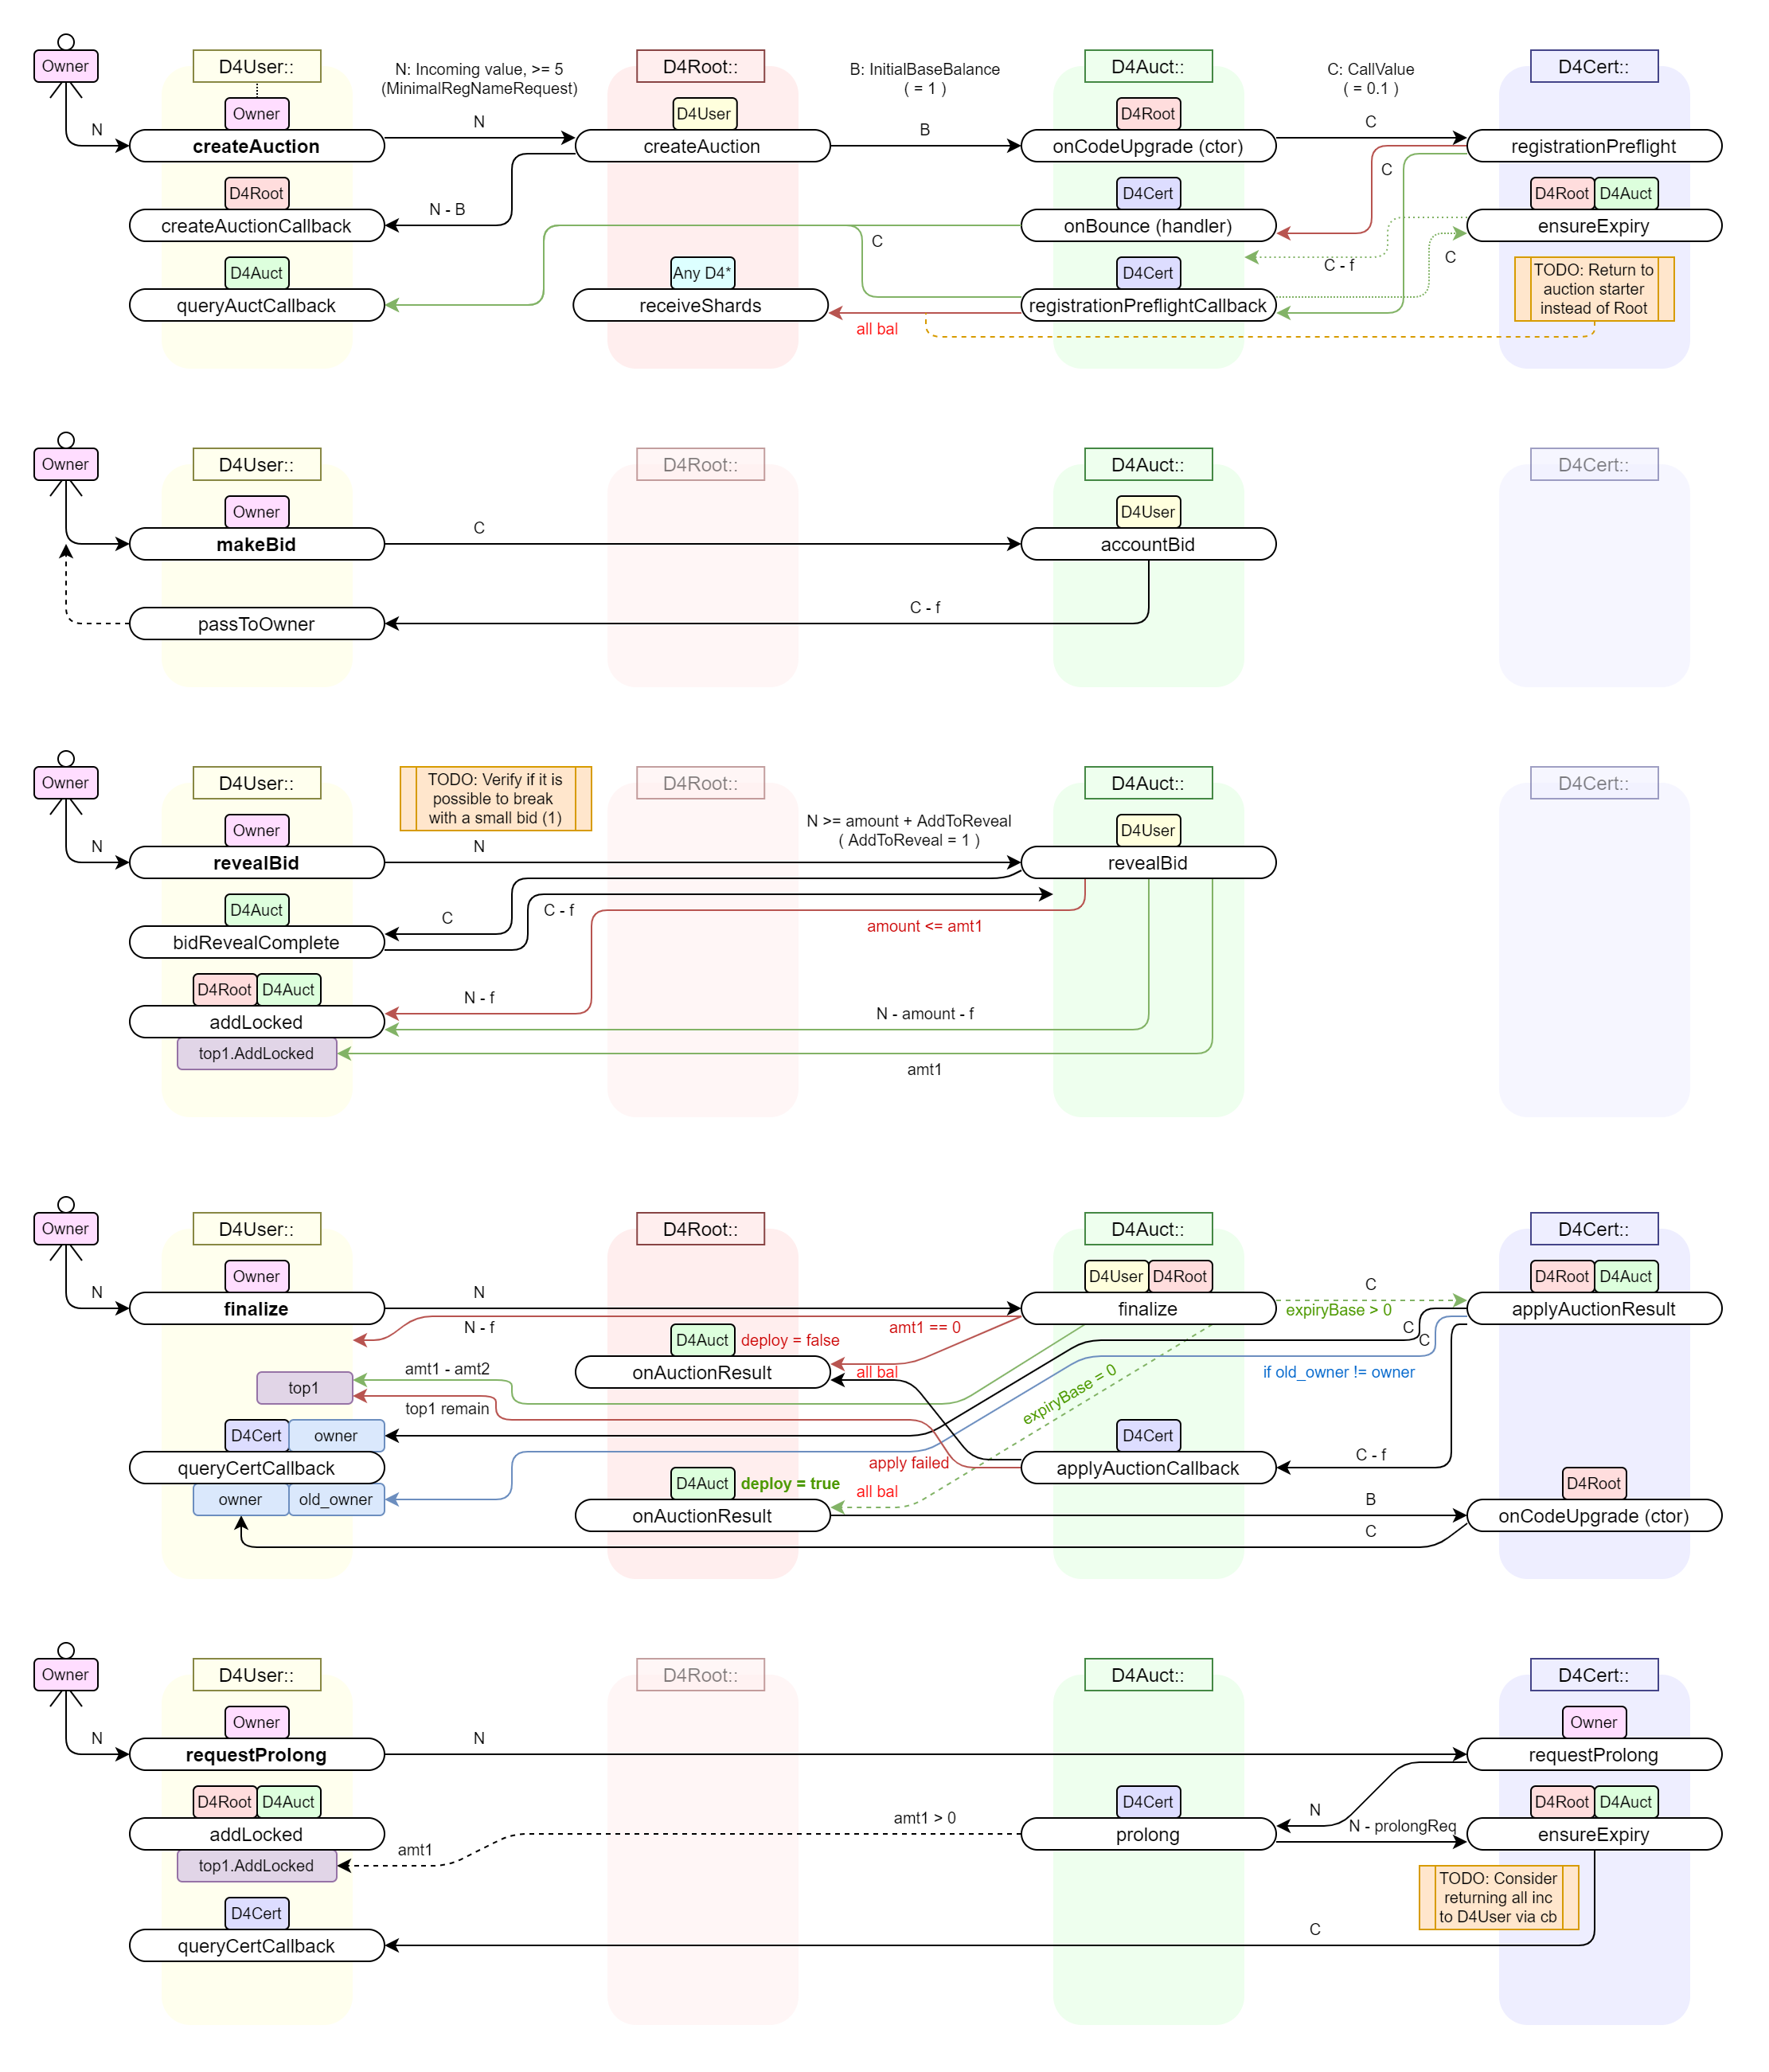 Owner
D4User::
N: Incoming value, >= 5
(MinimalRegNameRequest)
D4Root::
B: InitialBaseBalance
( = 1 )
D4Auct::
C: CallValue
( = 0.1 )
D4Cert::
Owner
D4User
D4Root
N
createAuction
N
createAuction
B
onCodeUpgrade (ctor)
C
registrationPreflight
C
D4Root
D4Cert
D4Root
D4Auct
createAuctionCallback
N - B
onBounce (handler)
ensureExpiry
C
C - f
C
D4Auct
Any D4*
D4Cert
TODO: Return to
auction starter
instead of Root
queryAuctCallback
receiveShards
registrationPreflightCallback
all bal
Owner
D4User::
D4Root::
D4Auct::
D4Cert::
Owner
D4User
makeBid
C
accountBid
passToOwner
C - f
Owner
D4User::
TODO: Verify if it is
possible to break
with a small bid (1)
D4Root::
D4Auct::
D4Cert::
Owner
N >= amount + AddToReveal
( AddToReveal = 1 )
D4User
N
revealBid
N
revealBid
D4Auct
C
C - f
amount <= amt1
bidRevealComplete
D4Root
D4Auct
N - f
addLocked
N - amount - f
top1.AddLocked
amt1
Owner
D4User::
D4Root::
D4Auct::
D4Cert::
Owner
D4User
D4Root
D4Root
D4Auct
N
finalize
N
finalize
C
expiryBase > 0
applyAuctionResult
N - f
D4Auct
deploy = false
amt1 == 0
C
C
onAuctionResult
all bal
if old_owner != owner
amt1 - amt2
top1
top1 remain
expiryBase = 0
D4Cert
owner
D4Cert
queryCertCallback
apply failed
applyAuctionCallback
C - f
D4Auct
deploy = true
all bal
D4Root
owner
old_owner
onAuctionResult
B
onCodeUpgrade (ctor)
C
Owner
D4User::
D4Root::
D4Auct::
D4Cert::
Owner
Owner
N
requestProlong
N
requestProlong
D4Root
D4Auct
D4Cert
D4Root
D4Auct
N
N - prolongReq
addLocked
amt1 > 0
prolong
ensureExpiry
top1.AddLocked
amt1
TODO: Consider
returning all inc
to D4User via cb
D4Cert
queryCertCallback
C